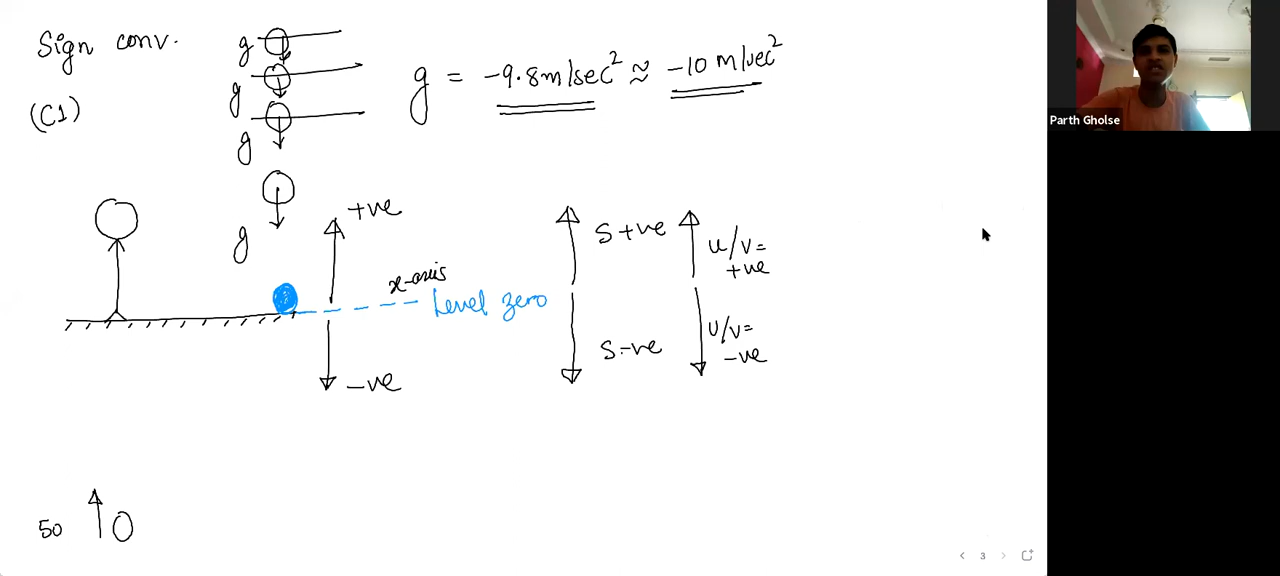 Sign conv.
(C1)
g
g
g
g
g = -9.8m/sec² ≈ -10 m/sec²
+ve
x-axis
Level zero
-ve
S +ve
S -ve
u/v=
+ve
u/v=
-ve
50
Parth Gholse
3